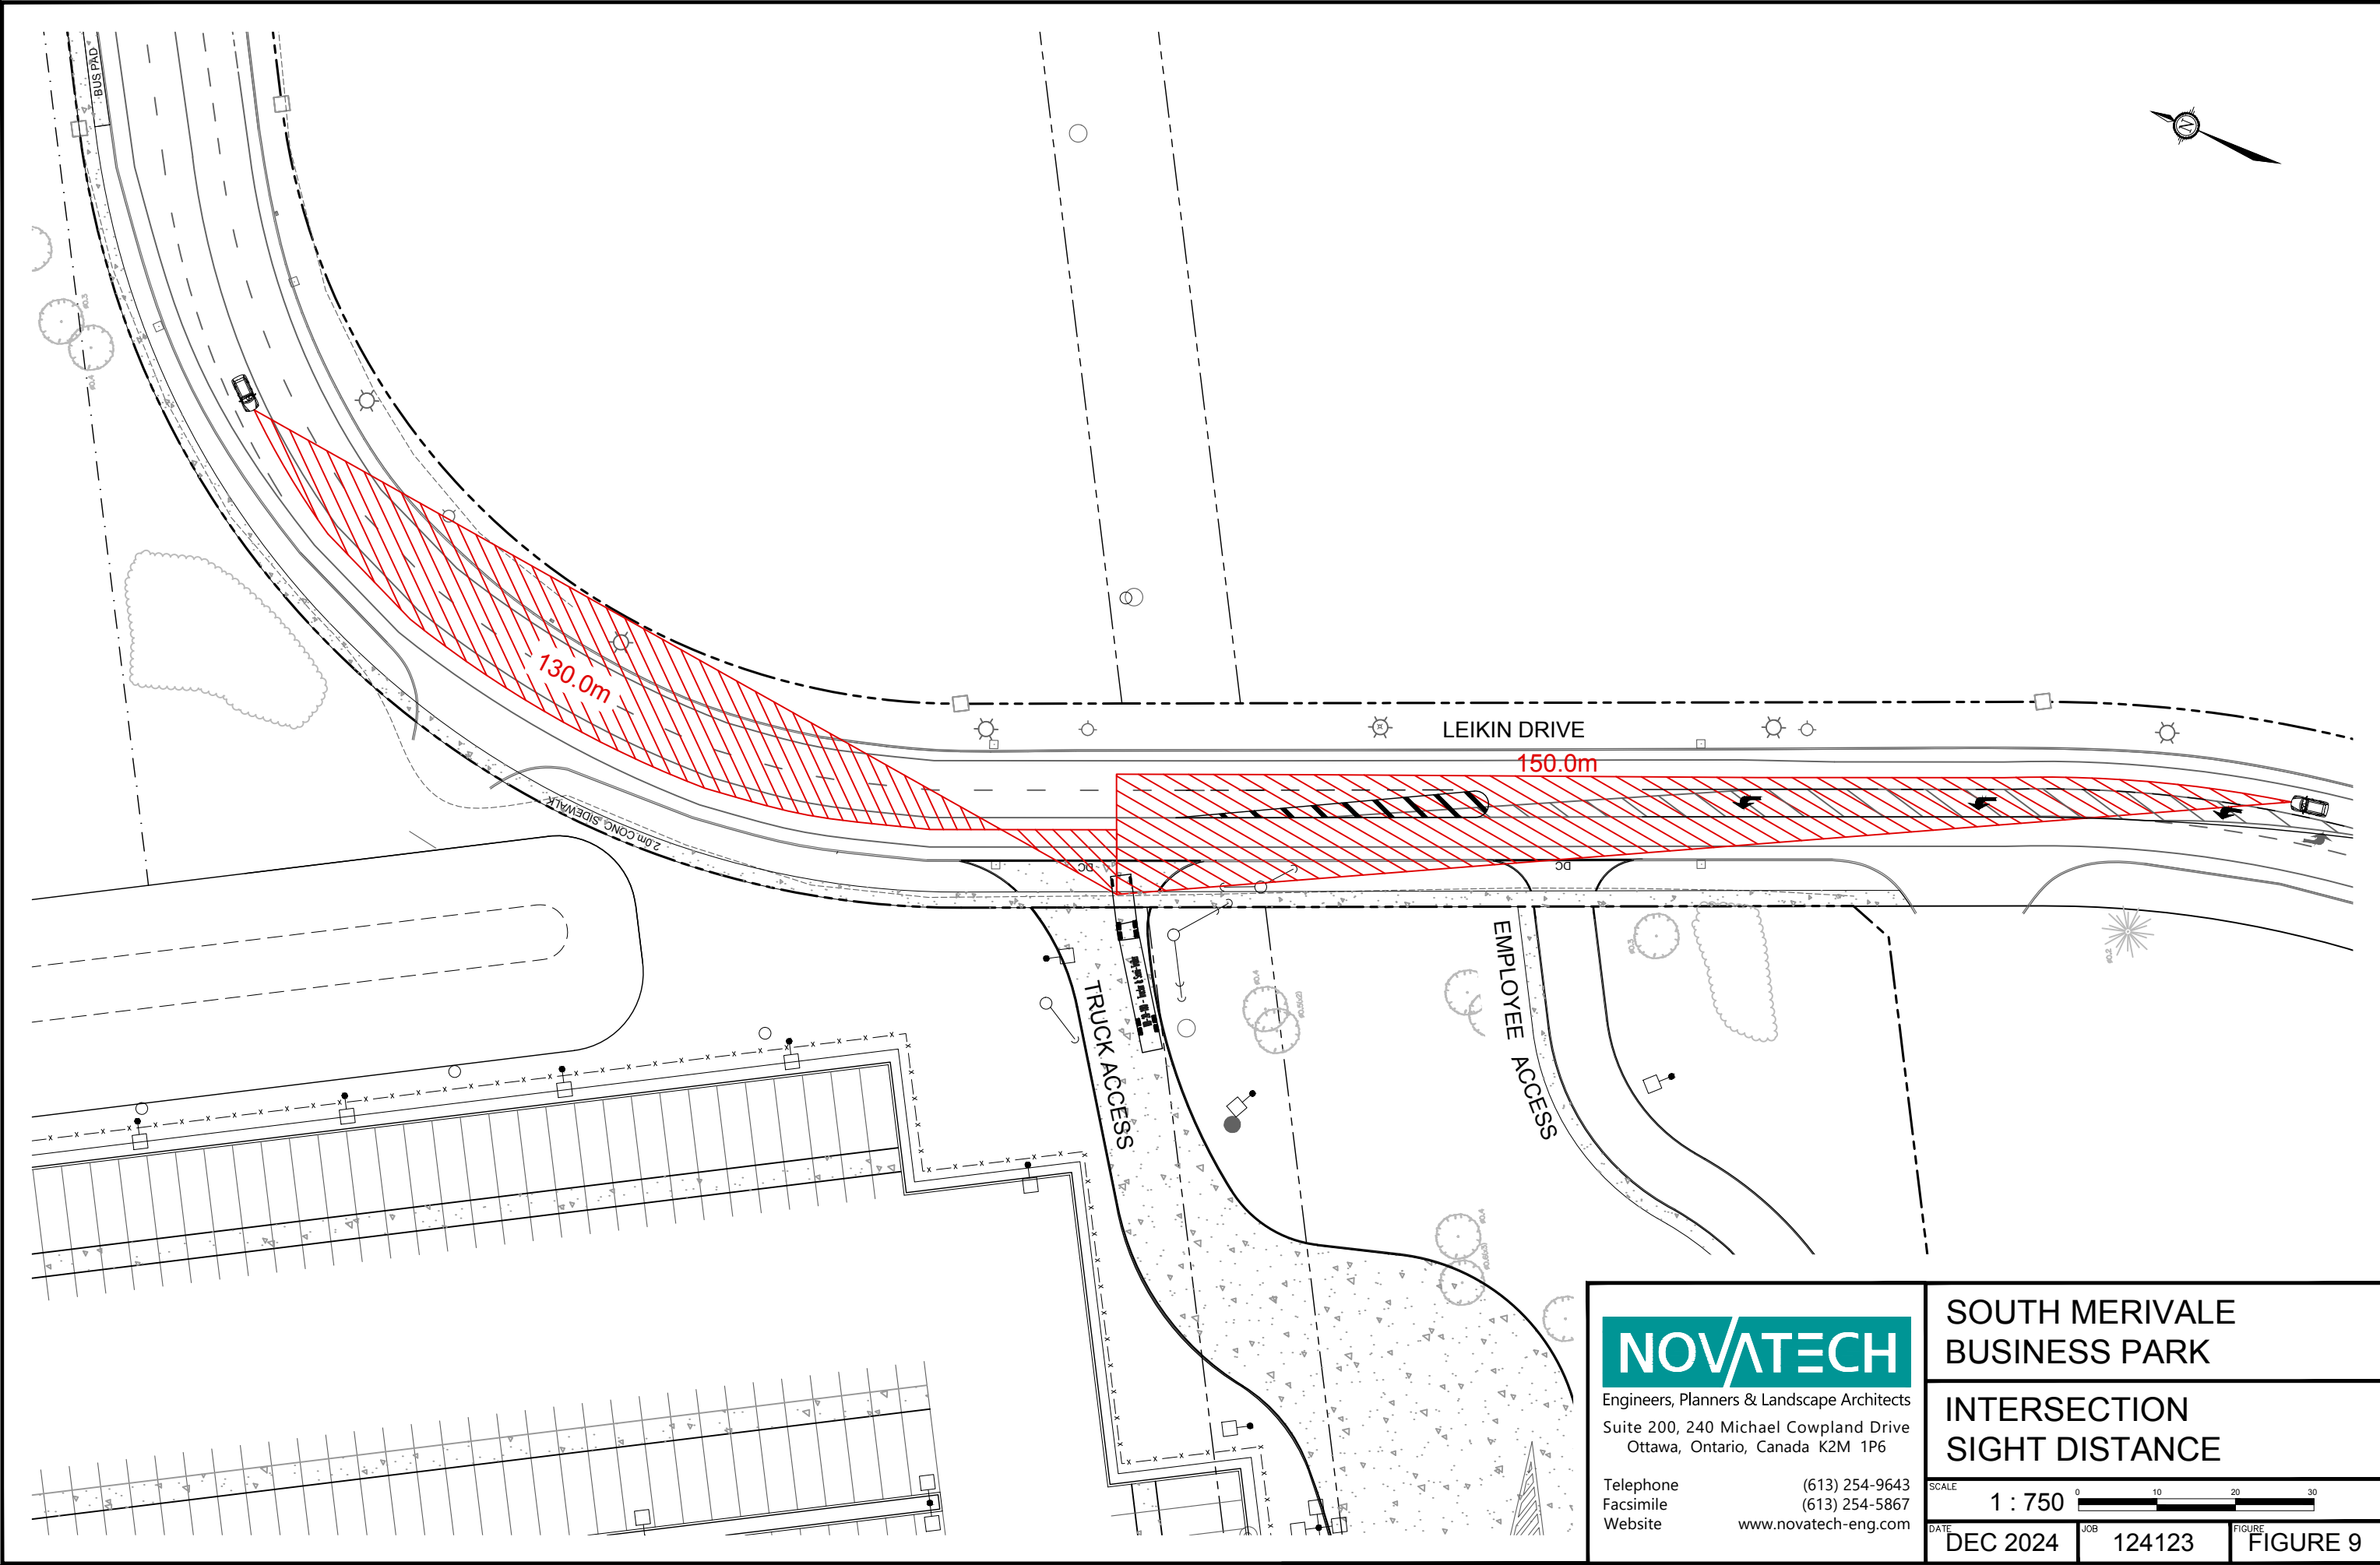 BUS PAD
N
130.0m
LEIKIN DRIVE
150.0m
2.0m CONC. SIDEWALK
DC
DC
TRUCK ACCESS
EMPLOYEE ACCESS
NOVATECH
Engineers, Planners & Landscape Architects
Suite 200, 240 Michael Cowpland Drive
Ottawa, Ontario, Canada K2M 1P6
Telephone (613) 254-9643
Facsimile (613) 254-5867
Website www.novatech-eng.com
SOUTH MERIVALE
BUSINESS PARK
INTERSECTION
SIGHT DISTANCE
SCALE
1 : 750
0 10 20 30
DATE
DEC 2024
JOB
124123
FIGURE
FIGURE 9